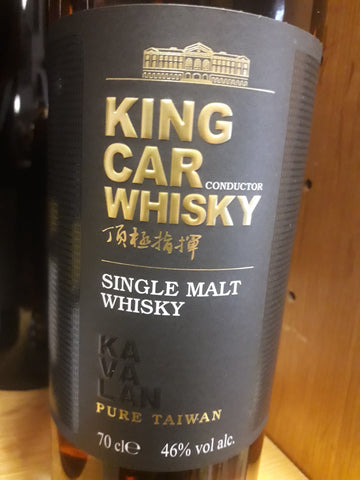 KING
CAR
CONDUCTOR
WHISKY
頂極指揮
SINGLE MALT
WHISKY
KA
VA
LAN
PURE TAIWAN
70 cl℮ 46% vol alc.